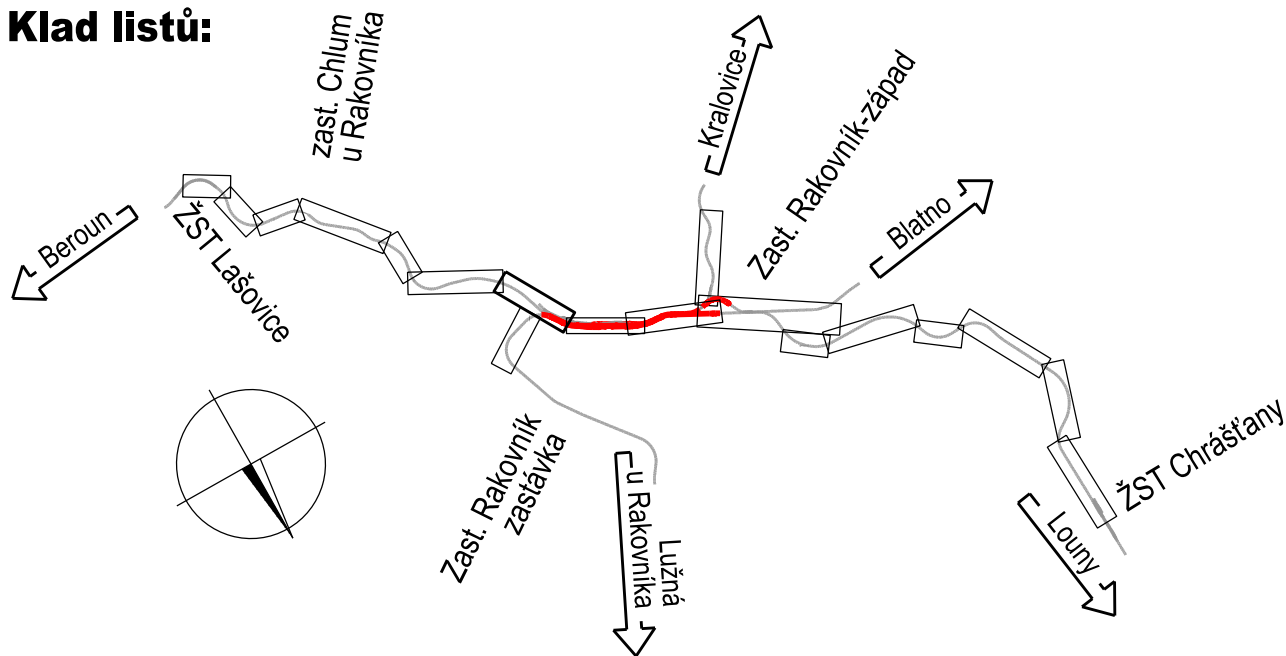 Klad listů:
zast. Chlum
u Rakovníka
Kralovice
Zast. Rakovník-západ
Blatno
Beroun
ŽST Lašovice
Zast. Rakovník
zastávka
Lužná
u Rakovníka
ŽST Chrášťany
Louny